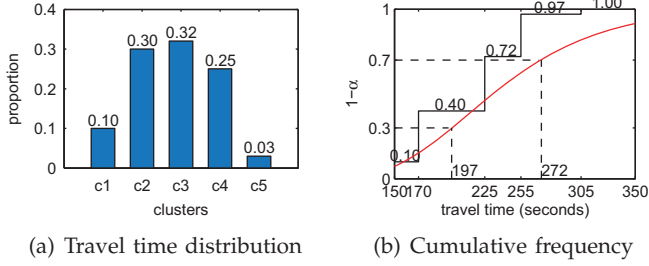 0.4
0.3
0.2
0.1
0
proportion
0.10
0.30
0.32
0.25
0.03
c1 c2 c3 c4 c5
clusters
(a) Travel time distribution
1
0.7
0.3
0
1−α
0.10
0.40
0.72
0.97
1.00
197
272
150 170 225 255 305 350
travel time (seconds)
(b) Cumulative frequency